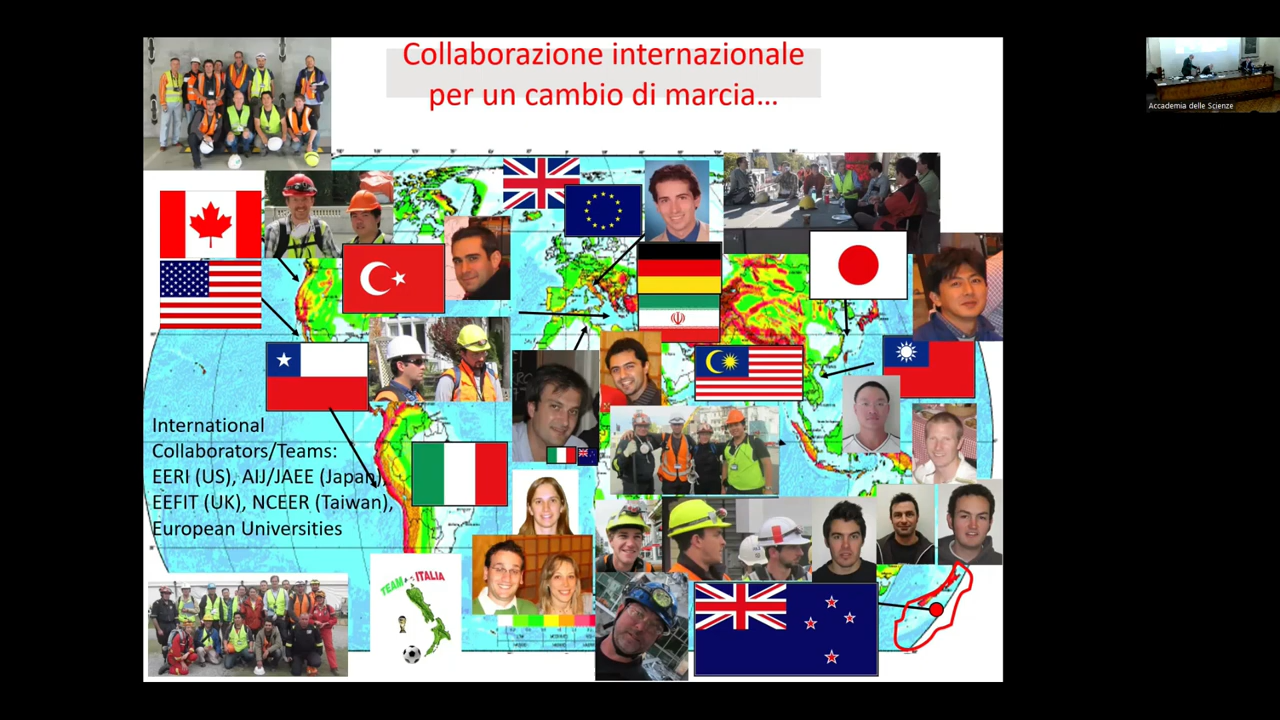 Collaborazione internazionale
per un cambio di marcia...
Accademia delle Scienze
International
Collaborators/Teams:
EERI (US), AIJ/JAEE (Japan),
EEFIT (UK), NCEER (Taiwan),
European Universities
TEAM ITALIA